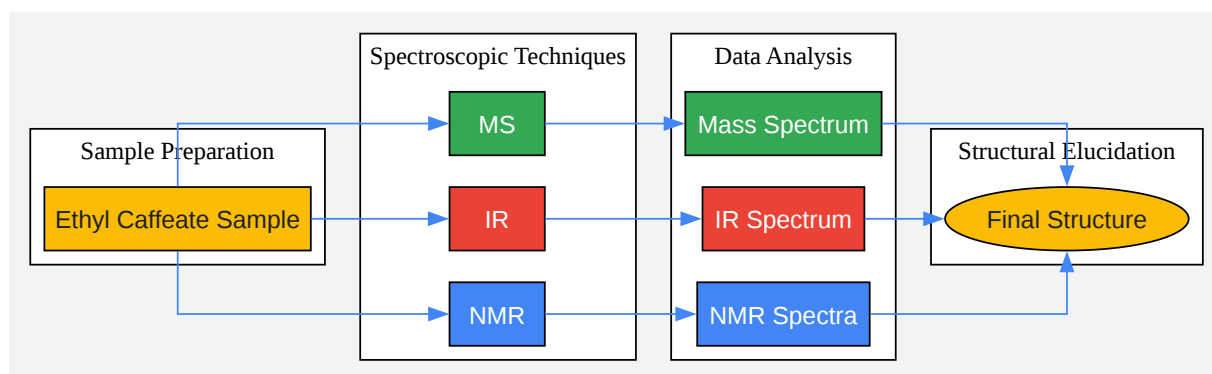 Sample Preparation
Ethyl Caffeate Sample
Spectroscopic Techniques
MS
IR
NMR
Data Analysis
Mass Spectrum
IR Spectrum
NMR Spectra
Structural Elucidation
Final Structure